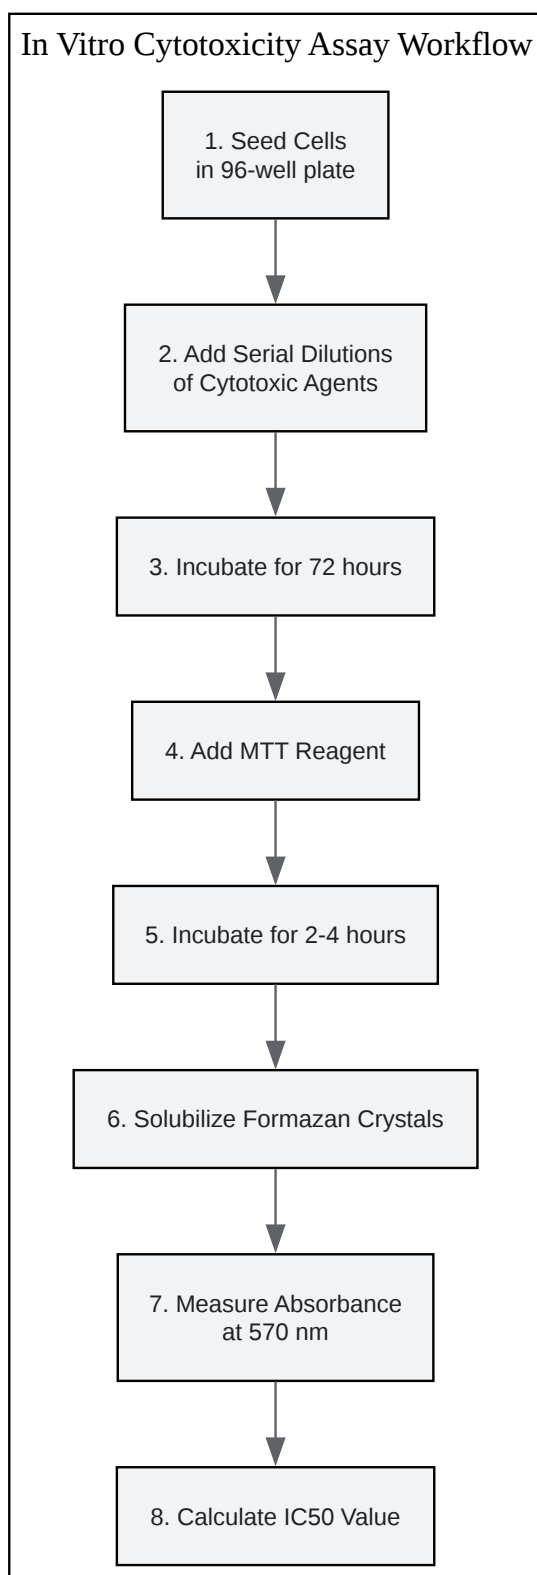 In Vitro Cytotoxicity Assay Workflow
1. Seed Cells
in 96-well plate
2. Add Serial Dilutions
of Cytotoxic Agents
3. Incubate for 72 hours
4. Add MTT Reagent
5. Incubate for 2-4 hours
6. Solubilize Formazan Crystals
7. Measure Absorbance
at 570 nm
8. Calculate IC50 Value